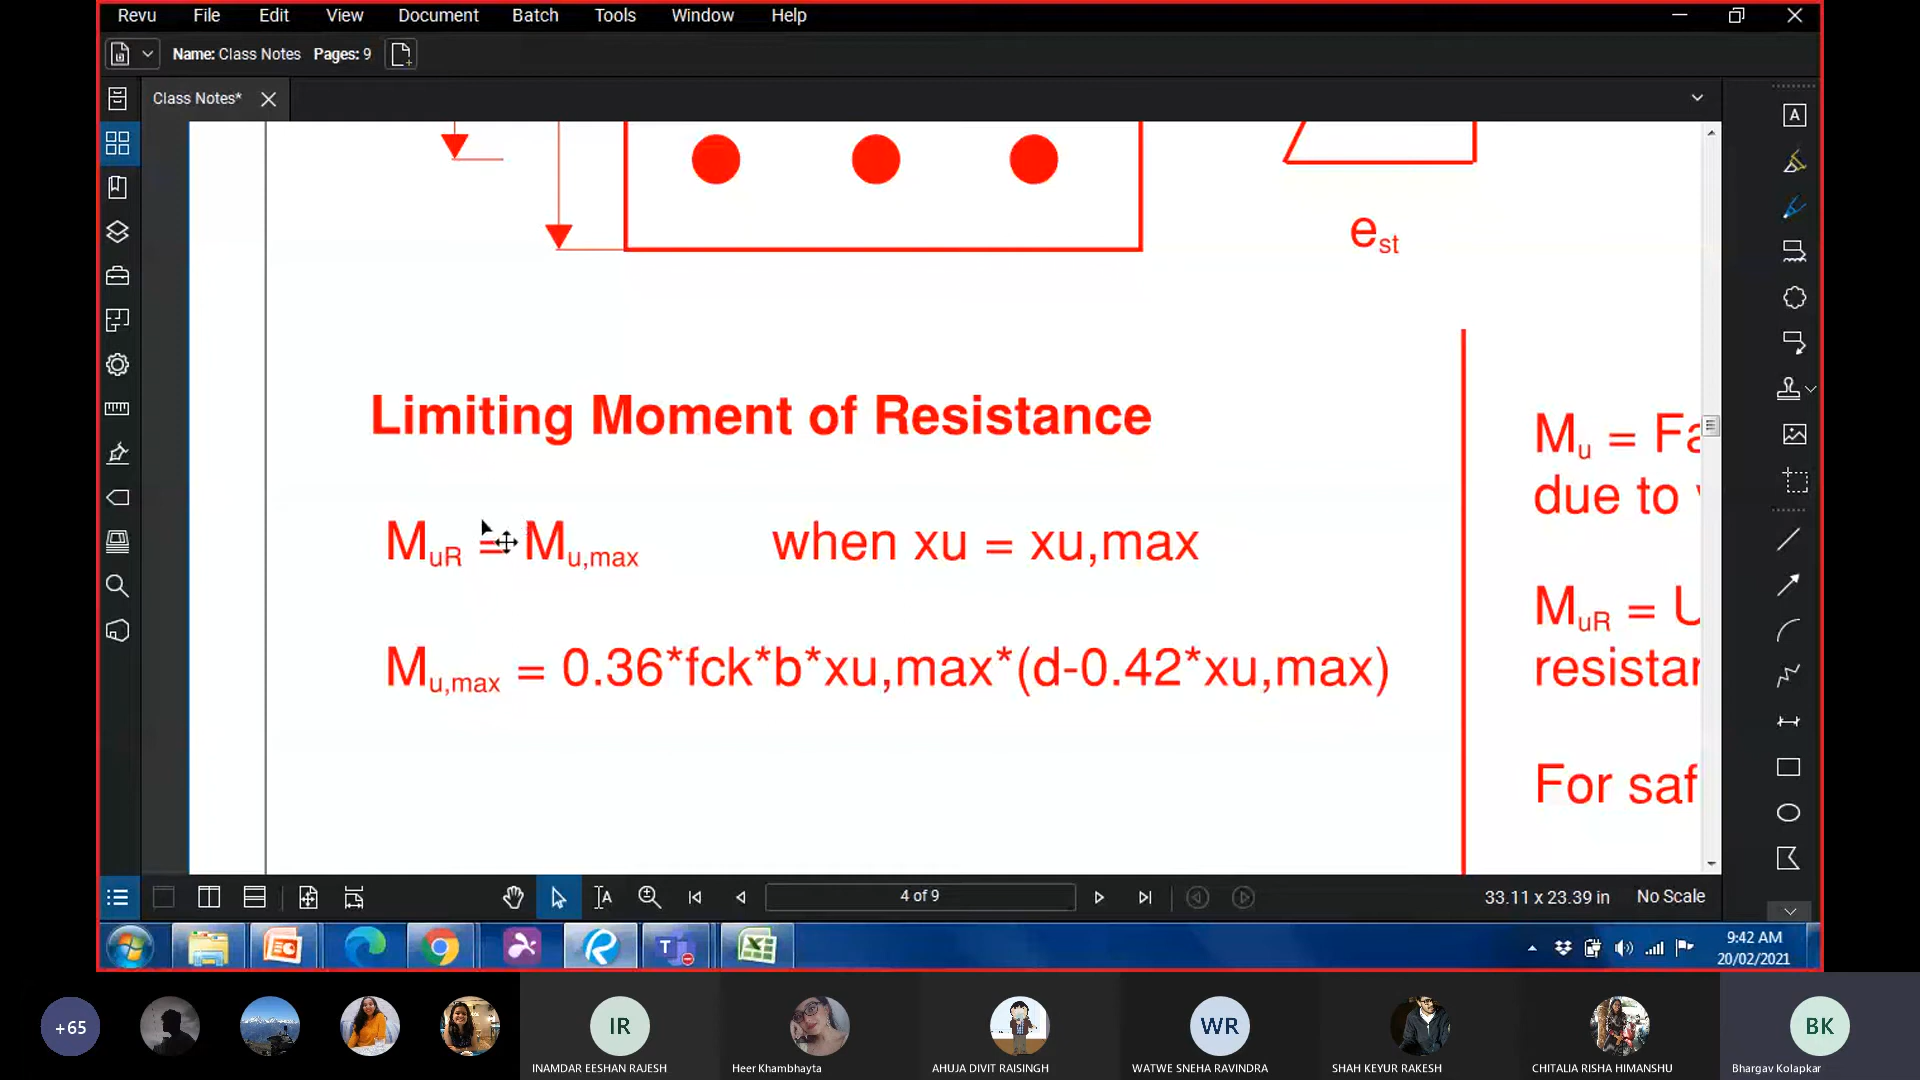 Revu File Edit View Document Batch Tools Window Help
Name: Class Notes Pages: 9
Class Notes*
est
Limiting Moment of Resistance
MuR = Mu,max when xu = xu,max
Mu,max = 0.36*fck*b*xu,max*(d-0.42*xu,max)
Mu = Fa
due to
MuR = U
resistar
For saf
4 of 9
33.11 x 23.39 in No Scale
9:42 AM
20/02/2021
+65
IR
WR
BK
INAMDAR EESHAN RAJESH
Heer Khambhayta
AHUJA DIVIT RAISINGH
WATWE SNEHA RAVINDRA
SHAH KEYUR RAKESH
CHITALIA RISHA HIMANSHU
Bhargav Kolapkar